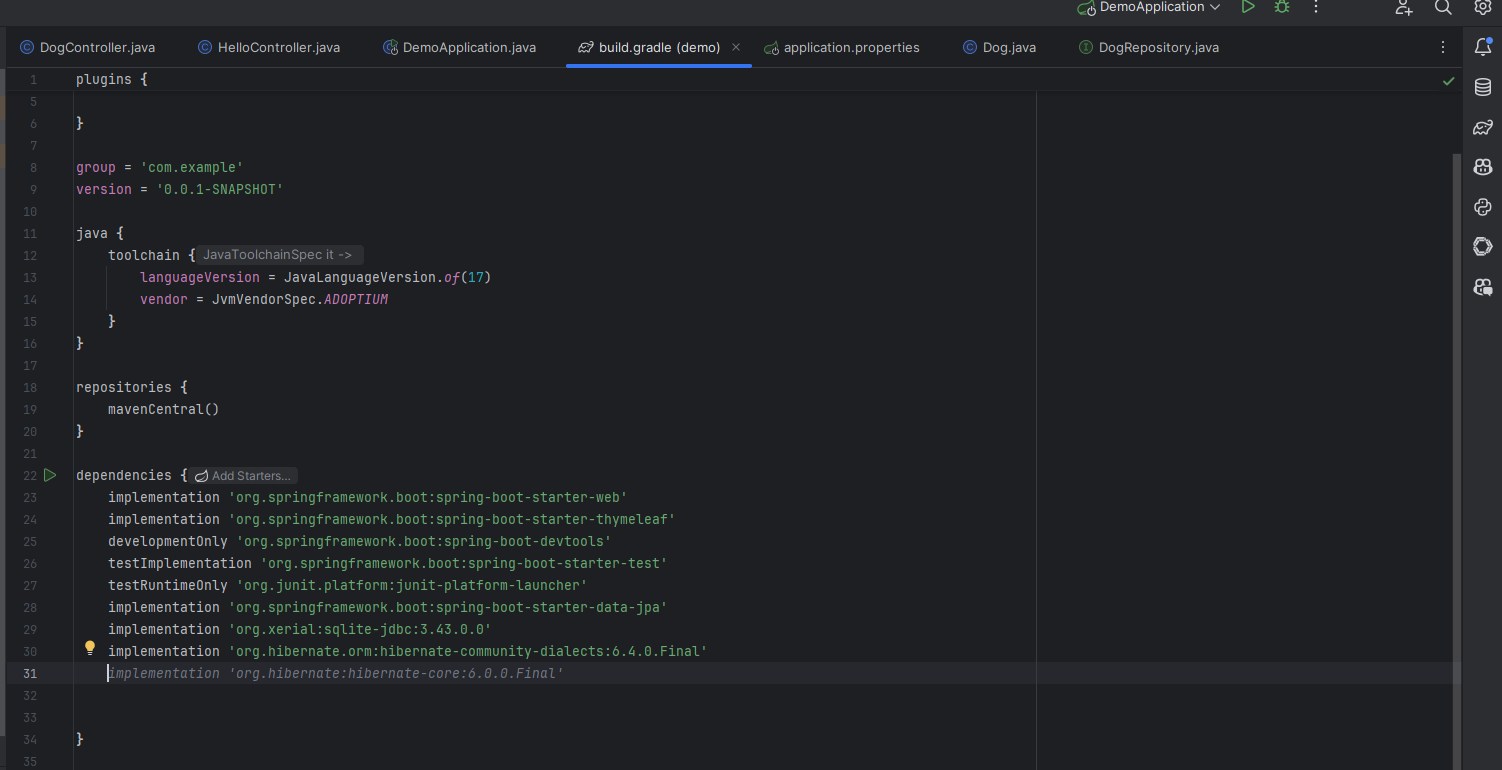 DemoApplication
DogController.java HelloController.java DemoApplication.java build.gradle (demo) application.properties Dog.java DogRepository.java
1 plugins {
5
6 }
7
8 group = 'com.example'
9 version = '0.0.1-SNAPSHOT'
10
11 java {
12 toolchain { JavaToolchainSpec it ->
13 languageVersion = JavaLanguageVersion.of(17)
14 vendor = JvmVendorSpec.ADOPTIUM
15 }
16 }
17
18 repositories {
19 mavenCentral()
20 }
21
22 dependencies { Add Starters...
23 implementation 'org.springframework.boot:spring-boot-starter-web'
24 implementation 'org.springframework.boot:spring-boot-starter-thymeleaf'
25 developmentOnly 'org.springframework.boot:spring-boot-devtools'
26 testImplementation 'org.springframework.boot:spring-boot-starter-test'
27 testRuntimeOnly 'org.junit.platform:junit-platform-launcher'
28 implementation 'org.springframework.boot:spring-boot-starter-data-jpa'
29 implementation 'org.xerial:sqlite-jdbc:3.43.0.0'
30 implementation 'org.hibernate.orm:hibernate-community-dialects:6.4.0.Final'
31 implementation 'org.hibernate:hibernate-core:6.0.0.Final'
32
33
34 }
35